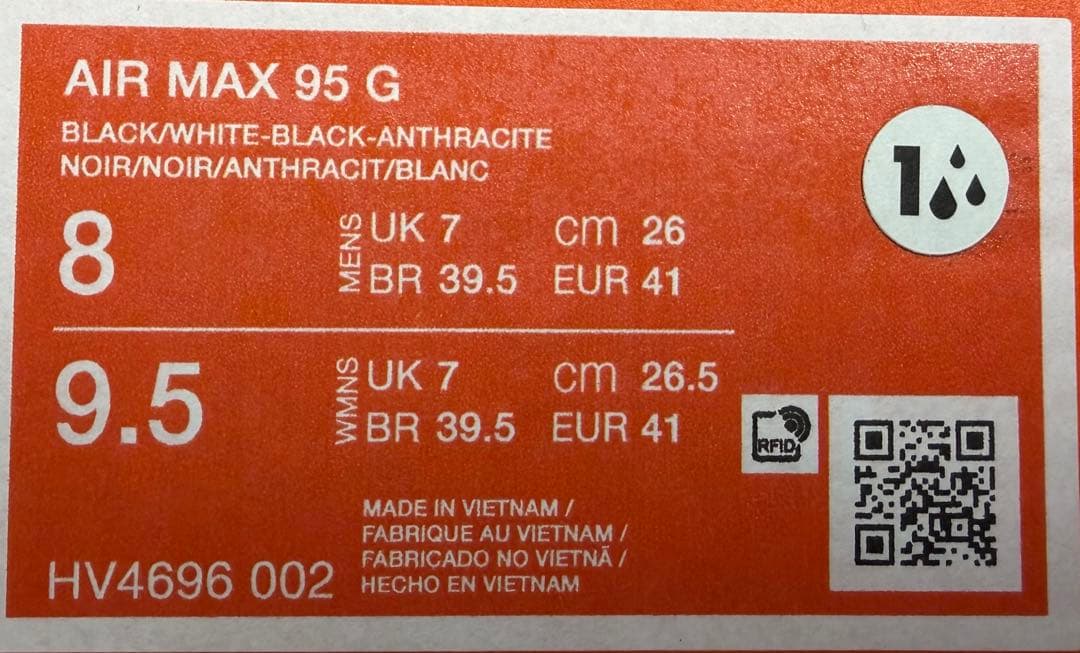 AIR MAX 95 G
BLACK/WHITE-BLACK-ANTHRACITE
NOIR/NOIR/ANTHRACIT/BLANC
8
MENS
UK 7 cm 26
BR 39.5 EUR 41
9.5
WMNS
UK 7 cm 26.5
BR 39.5 EUR 41
MADE IN VIETNAM /
FABRIQUE AU VIETNAM /
FABRICADO NO VIETNÃ /
HECHO EN VIETNAM
HV4696 002
1
RFID